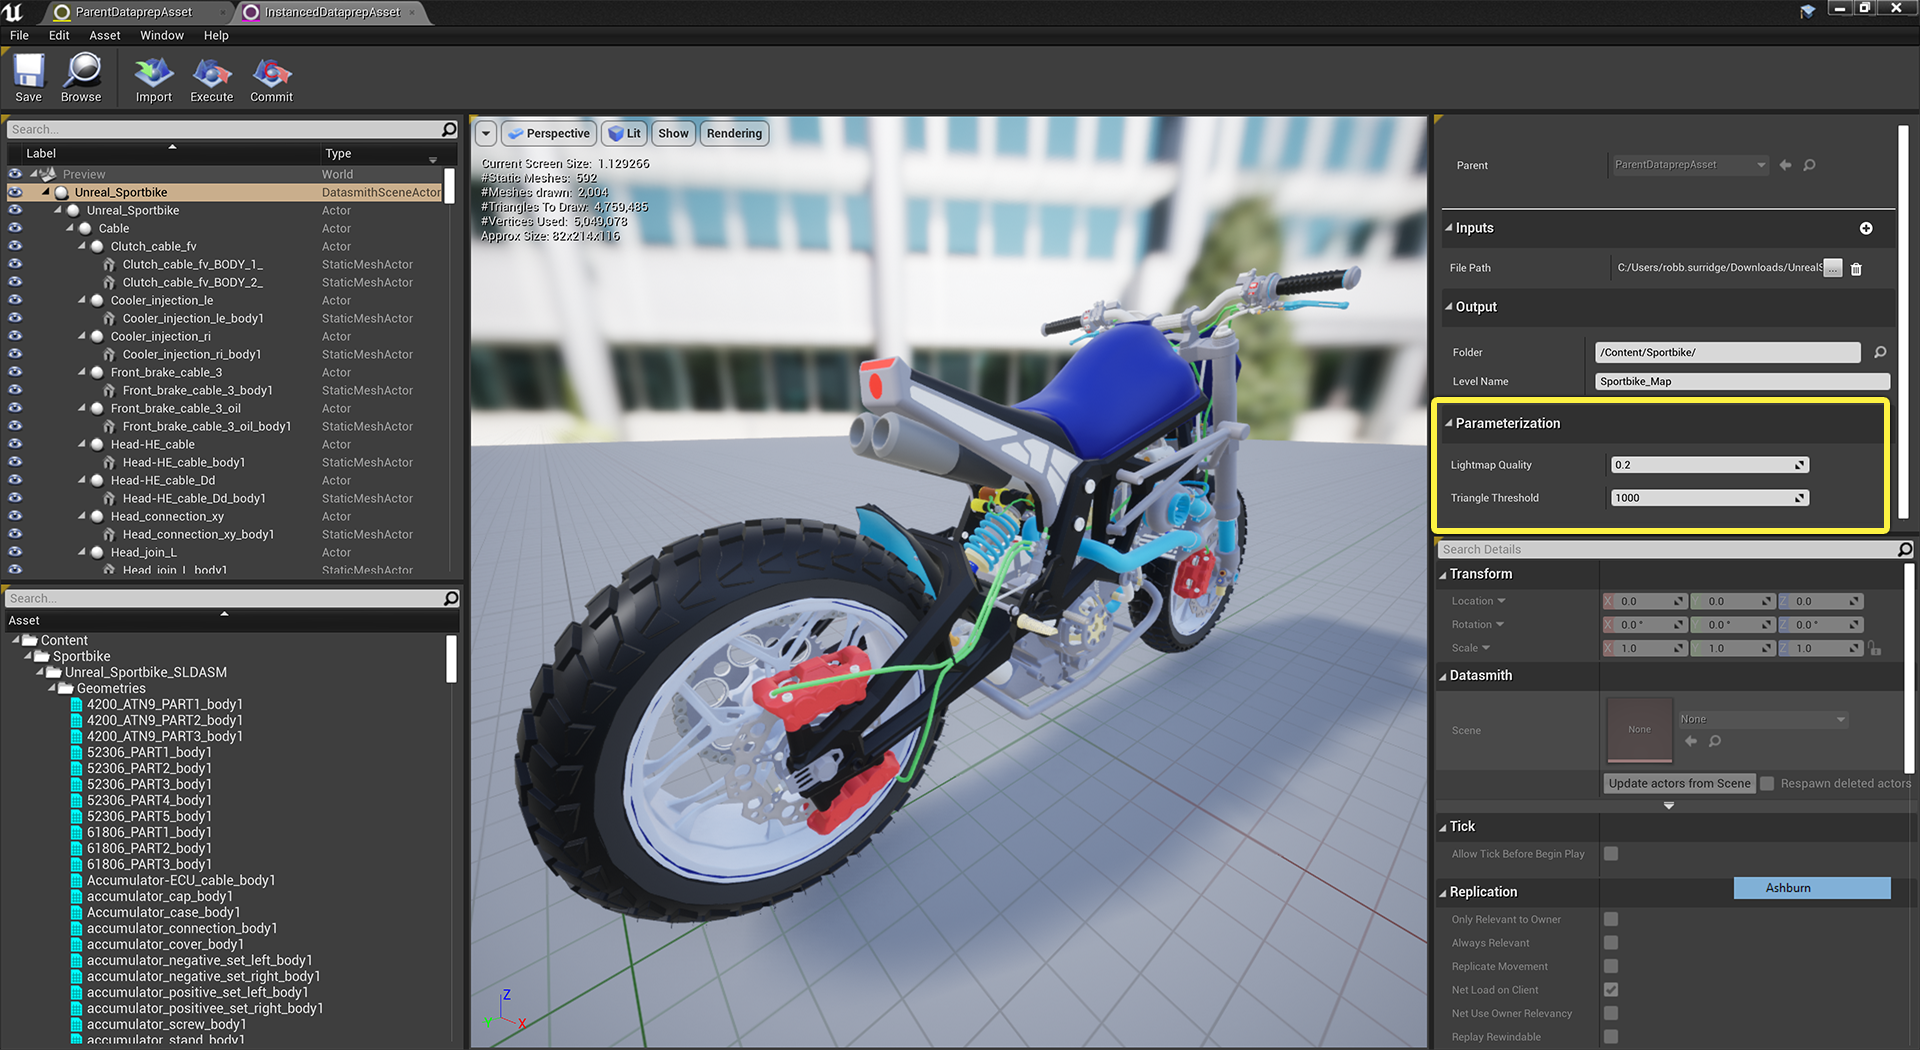 ParentDataprepAsset
InstancedDataprepAsset
File Edit Asset Window Help
Save Browse Import Execute Commit
Search...
Label Type
Preview World
Unreal_Sportbike DatasmithSceneActor
Unreal_Sportbike Actor
Cable Actor
Clutch_cable_fv Actor
Clutch_cable_fv_BODY_1_ StaticMeshActor
Clutch_cable_fv_BODY_2_ StaticMeshActor
Cooler_injection_le Actor
Cooler_injection_le_body1 StaticMeshActor
Cooler_injection_ri Actor
Cooler_injection_ri_body1 StaticMeshActor
Front_brake_cable_3 Actor
Front_brake_cable_3_body1 StaticMeshActor
Front_brake_cable_3_oil Actor
Front_brake_cable_3_oil_body1 StaticMeshActor
Head-HE_cable Actor
Head-HE_cable_body1 StaticMeshActor
Head-HE_cable_Dd Actor
Head-HE_cable_Dd_body1 StaticMeshActor
Head_connection_xy Actor
Head_connection_xy_body1 StaticMeshActor
Head_join_L Actor
Head_join_L_body1 StaticMeshActor
Search...
Asset
Content
Sportbike
Unreal_Sportbike_SLDASM
Geometries
4200_ATN9_PART1_body1
4200_ATN9_PART2_body1
4200_ATN9_PART3_body1
52306_PART1_body1
52306_PART2_body1
52306_PART3_body1
52306_PART4_body1
52306_PART5_body1
61806_PART1_body1
61806_PART2_body1
61806_PART3_body1
Accumulator-ECU_cable_body1
accumulator_cap_body1
Accumulator_case_body1
accumulator_connection_body1
accumulator_cover_body1
accumulator_negative_set_left_body1
accumulator_negative_set_right_body1
accumulator_positive_set_left_body1
accumulator_positivee_set_right_body1
accumulator_screw_body1
accumulator_stand_body1
Perspective Lit Show Rendering
Current Screen Size: 1.129266
#Static Meshes: 592
#Meshes drawn: 2,004
#Triangles To Draw: 4,759,485
#Vertices Used: 5,049,078
Approx Size: 82x214x116
Z
Y X
Parent ParentDataprepAsset
Inputs
File Path C:/Users/robb.surridge/Downloads/UnrealS ...
Output
Folder /Content/Sportbike/
Level Name Sportbike_Map
Parameterization
Lightmap Quality 0.2
Triangle Threshold 1000
Search Details
Transform
Location X 0.0 Y 0.0 Z 0.0
Rotation X 0.0 ° Y 0.0 ° Z 0.0 °
Scale X 1.0 Y 1.0 Z 1.0
Datasmith
Scene None None
Update actors from Scene Respawn deleted actors
Tick
Allow Tick Before Begin Play
Replication
Ashburn
Only Relevant to Owner
Always Relevant
Replicate Movement
Net Load on Client
Net Use Owner Relevancy
Replay Rewindable